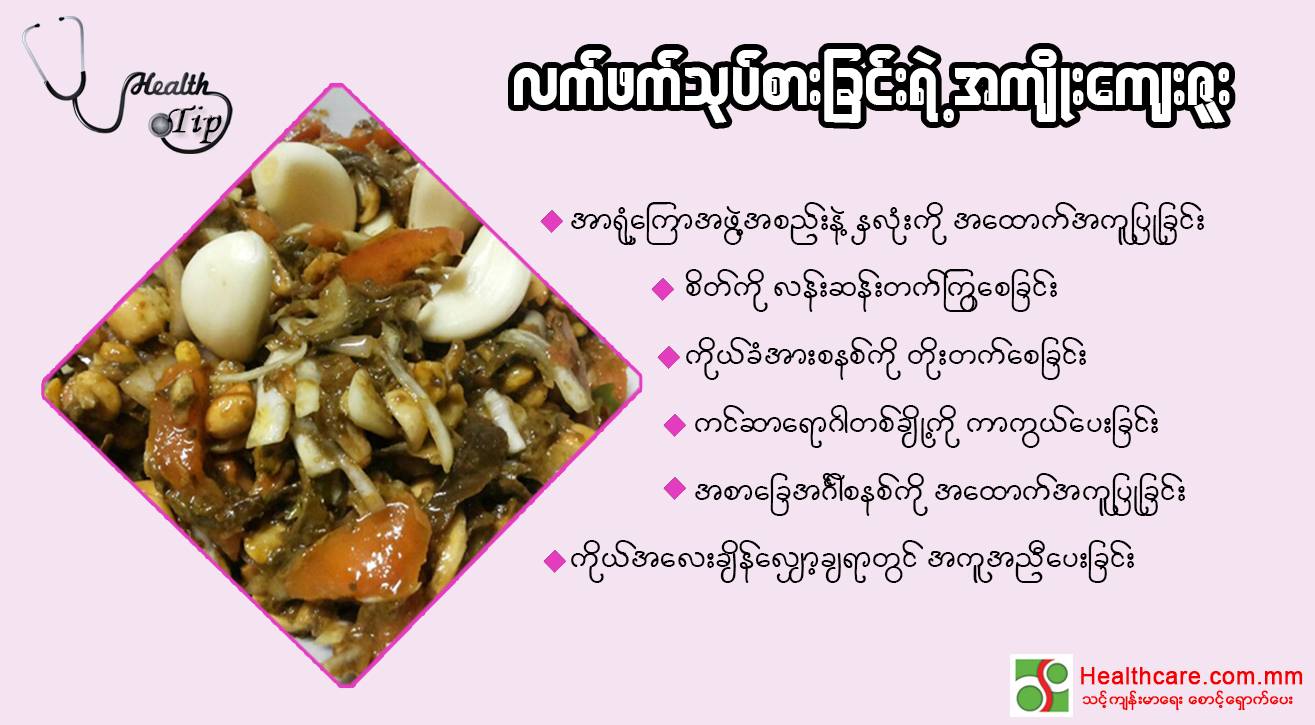 Health
Tip
လက်ဖက်သုပ်စားခြင်းရဲ့အကျိုးကျေးဇူး
အာရုံကြောအဖွဲ့အစည်းနဲ့ နှလုံးကို အထောက်အကူပြုခြင်း
စိတ်ကို လန်းဆန်းတက်ကြွစေခြင်း
ကိုယ်ခံအားစနစ်ကို တိုးတက်စေခြင်း
ကင်ဆာရောဂါတစ်ချို့ကို ကာကွယ်ပေးခြင်း
အစာခြေအင်္ဂါစနစ်ကို အထောက်အကူပြုခြင်း
ကိုယ်အလေးချိန်လျှော့ချရာတွင် အကူအညီပေးခြင်း
Healthcare.com.mm
သင့်ကျန်းမာရေး စောင့်ရှောက်ပေး